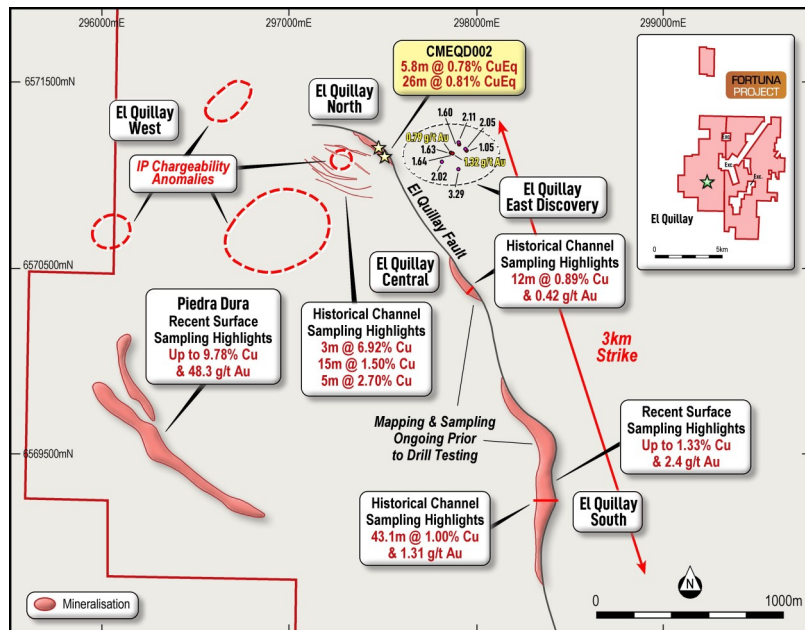 296000mE
297000mE
298000mE
299000mE
6571500mN
6570500mN
6569500mN
CMEQD002
5.8m @ 0.78% CuEq
26m @ 0.81% CuEq
El Quillay
North
El Quillay
West
IP Chargeability
Anomalies
1.60
2.11
2.05
0.79 g/t Au
1.63
1.05
1.64
1.32 g/t Au
2.02
3.29
El Quillay
East Discovery
El Quillay Fault
El Quillay
Central
Historical Channel
Sampling Highlights
12m @ 0.89% Cu
& 0.42 g/t Au
Piedra Dura
Recent Surface
Sampling Highlights
Up to 9.78% Cu
& 48.3 g/t Au
Historical Channel
Sampling Highlights
3m @ 6.92% Cu
15m @ 1.50% Cu
5m @ 2.70% Cu
3km
Strike
Mapping & Sampling
Ongoing Prior
to Drill Testing
Recent Surface
Sampling Highlights
Up to 1.33% Cu
& 2.4 g/t Au
Historical Channel
Sampling Highlights
43.1m @ 1.00% Cu
& 1.31 g/t Au
El Quillay
South
FORTUNA
PROJECT
Exc.
Exc.
Exc.
El Quillay
0
5km
Mineralisation
N
0
1000m